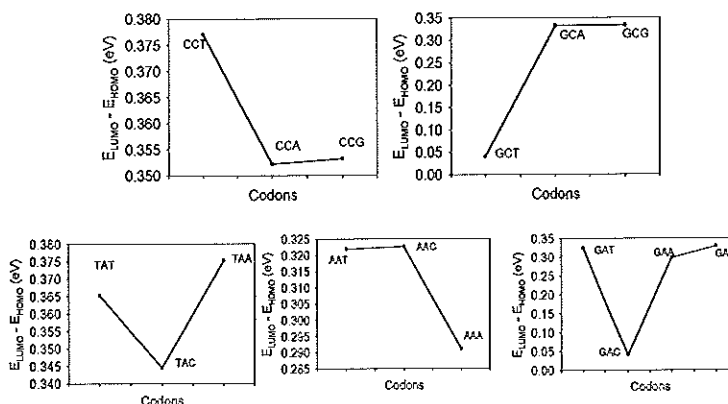 E_LUMO - E_HOMO (eV)
0.380
0.375
0.370
0.365
0.360
0.355
0.350
CCT
CCA
CCG
Codons
E_LUMO - E_HOMO (eV)
0.35
0.30
0.25
0.20
0.15
0.10
0.05
0.00
GCT
GCA
GCG
Codons
E_LUMO - E_HOMO (eV)
0.380
0.375
0.370
0.365
0.360
0.355
0.350
0.345
0.340
TAT
TAC
TAA
Codons
E_LUMO - E_HOMO (eV)
0.325
0.320
0.315
0.310
0.305
0.300
0.295
0.290
0.285
0.265
AAT
AAA
Codons
E_LUMO - E_HOMO (eV)
0.35
0.30
0.25
0.20
0.15
0.10
0.05
0.00
GAT
GAC
GAA
Codons